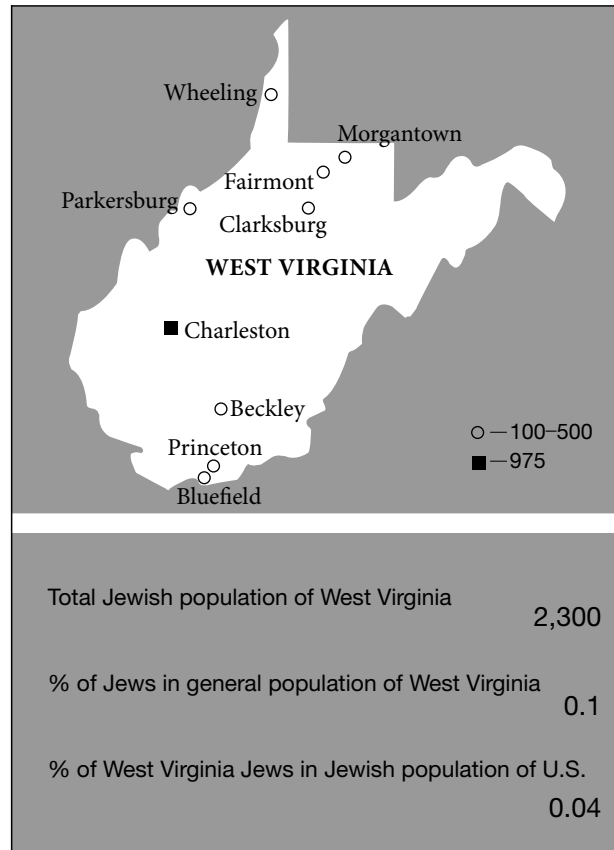 Wheeling
Morgantown
Fairmont
Parkersburg
Clarksburg
WEST VIRGINIA
Charleston
Beckley
—100–500
Princeton
—975
Bluefield
Total Jewish population of West Virginia
2,300
% of Jews in general population of West Virginia
0.1
% of West Virginia Jews in Jewish population of U.S.
0.04